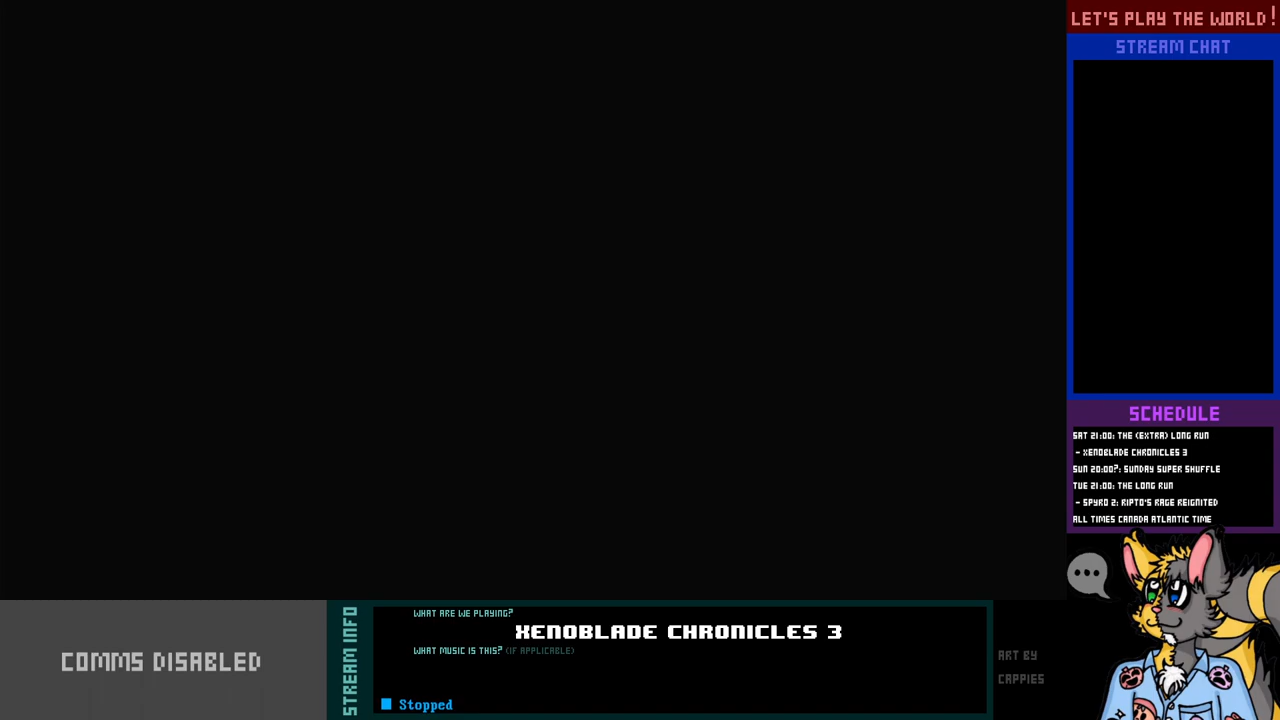 LET'S PLAY THE WORLD!
STREAM CHAT
SCHEDULE
SAT 21:00: THE (EXTRA) LONG RUN
- XENOBLADE CHRONICLES 3
SUN 20:00?: SUNDAY SUPER SHUFFLE
TUE 21:00: THE LONG RUN
- SPYRO 2: RIPTO'S RAGE REIGNITED
ALL TIMES CANADA ATLANTIC TIME
COMMS DISABLED
STREAM INFO
WHAT ARE WE PLAYING?
XENOBLADE CHRONICLES 3
WHAT MUSIC IS THIS? (IF APPLICABLE)
Stopped
ART BY
CAPPIES